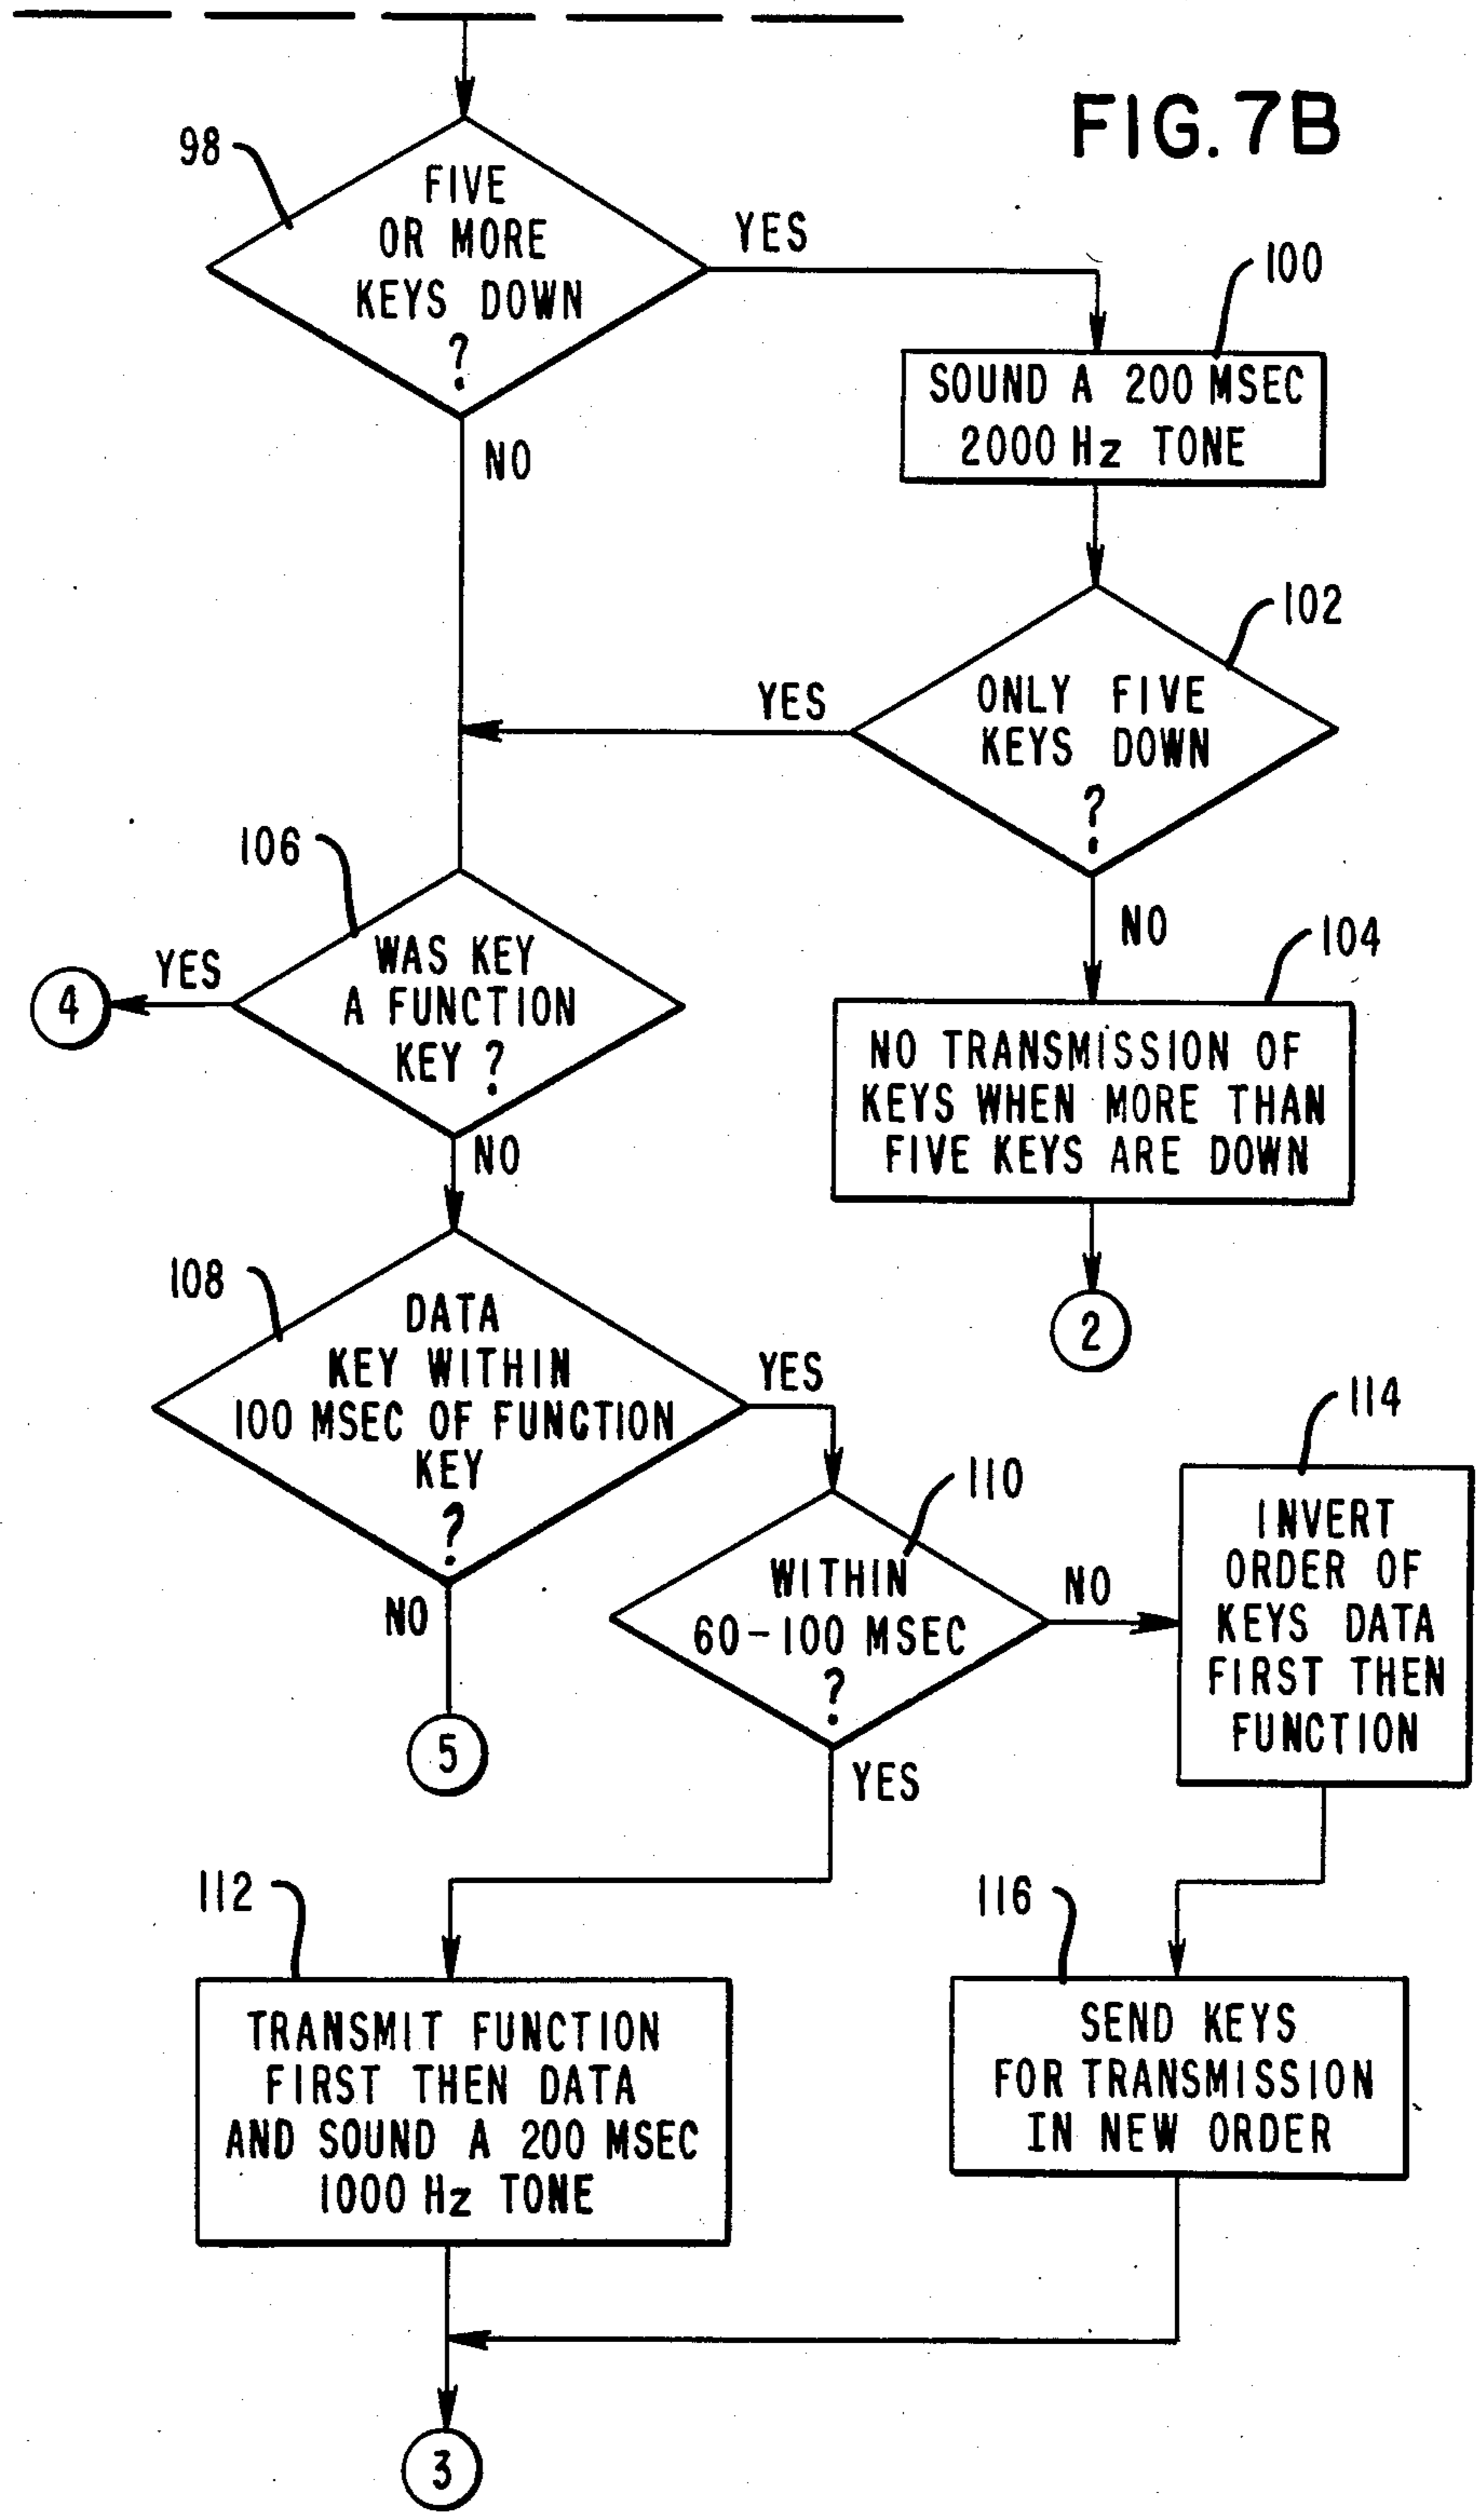 FIG. 7B
98
FIVE
OR MORE
KEYS DOWN
?
YES
NO
100
SOUND A 200 MSEC
2000 Hz TONE
102
ONLY FIVE
KEYS DOWN
?
YES
NO
104
NO TRANSMISSION OF
KEYS WHEN MORE THAN
FIVE KEYS ARE DOWN
2
106
WAS KEY
A FUNCTION
KEY ?
YES
4
NO
108
DATA
KEY WITHIN
100 MSEC OF FUNCTION
KEY
?
YES
NO
5
110
WITHIN
60-100 MSEC
?
NO
YES
114
INVERT
ORDER OF
KEYS DATA
FIRST THEN
FUNCTION
112
TRANSMIT FUNCTION
FIRST THEN DATA
AND SOUND A 200 MSEC
1000 Hz TONE
116
SEND KEYS
FOR TRANSMISSION
IN NEW ORDER
3